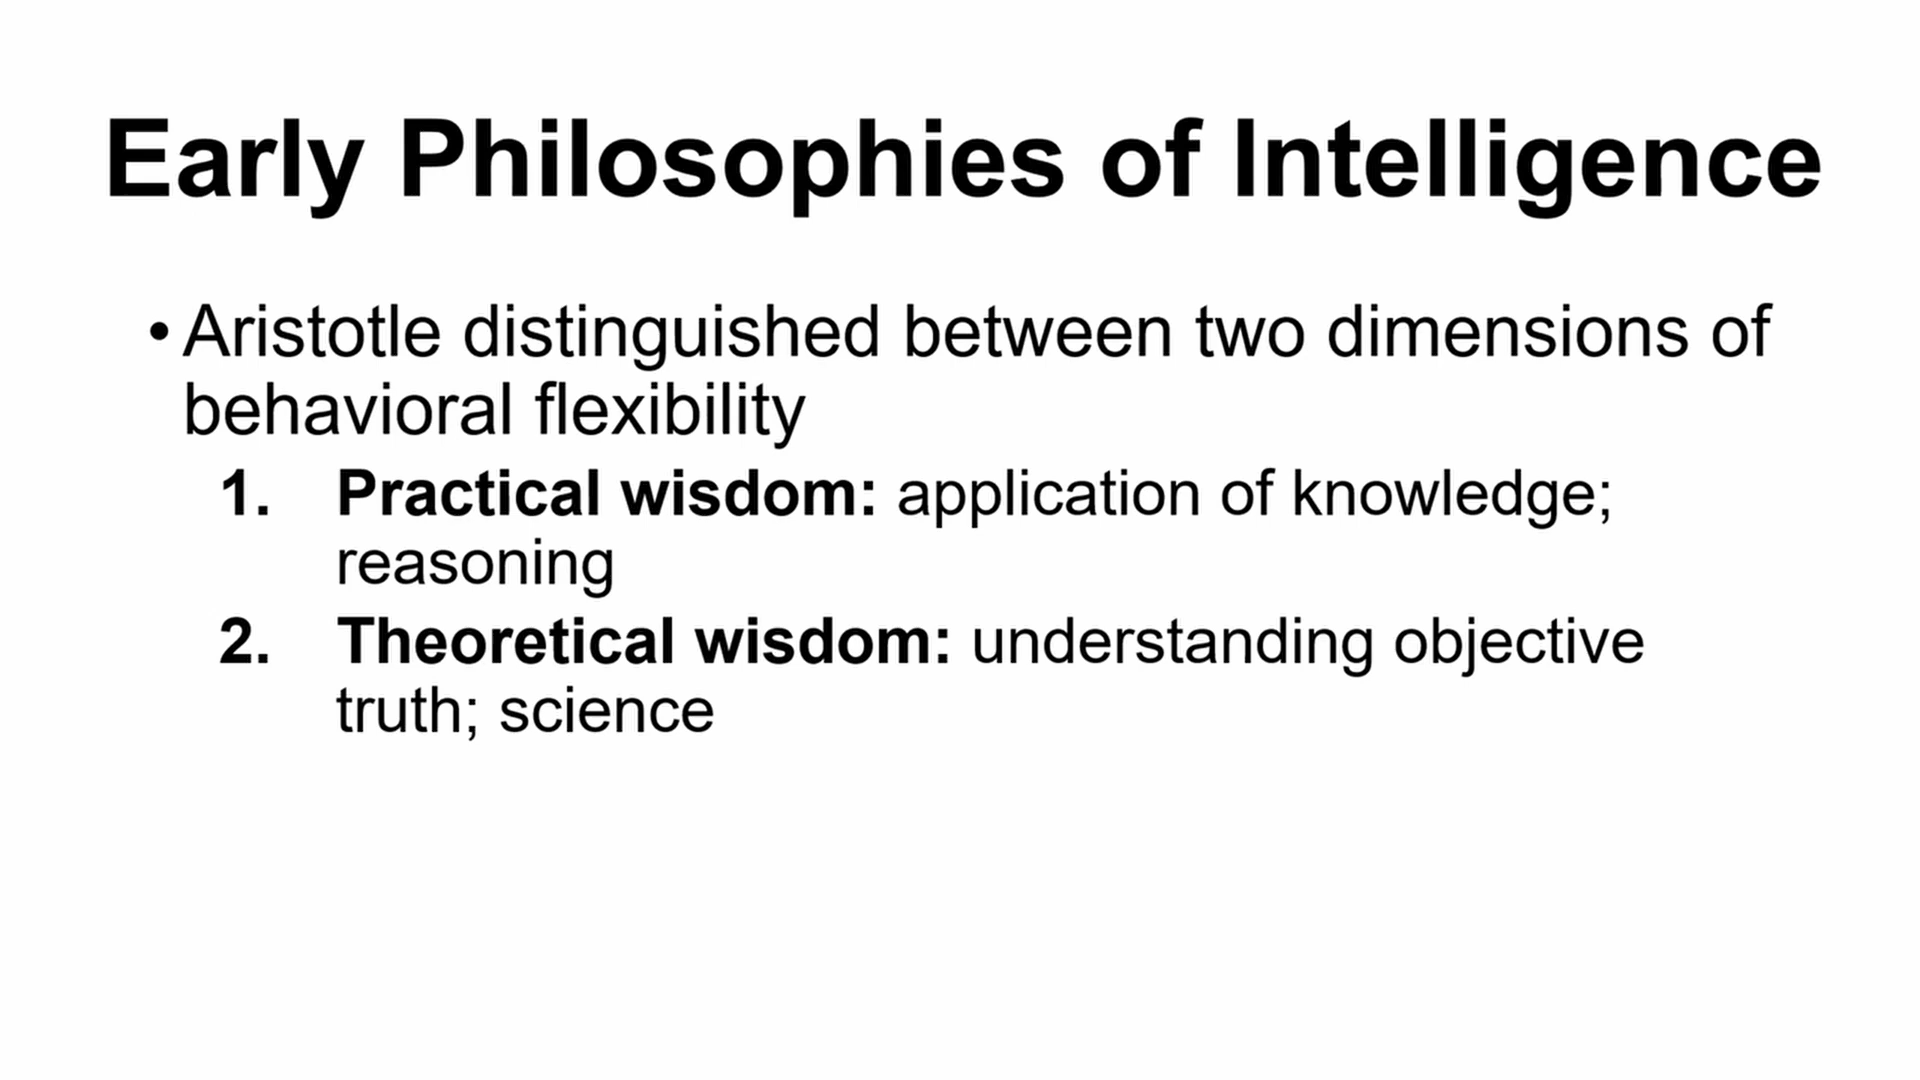 Early Philosophies of Intelligence
• Aristotle distinguished between two dimensions of
behavioral flexibility
1. Practical wisdom: application of knowledge;
reasoning
2. Theoretical wisdom: understanding objective
truth; science